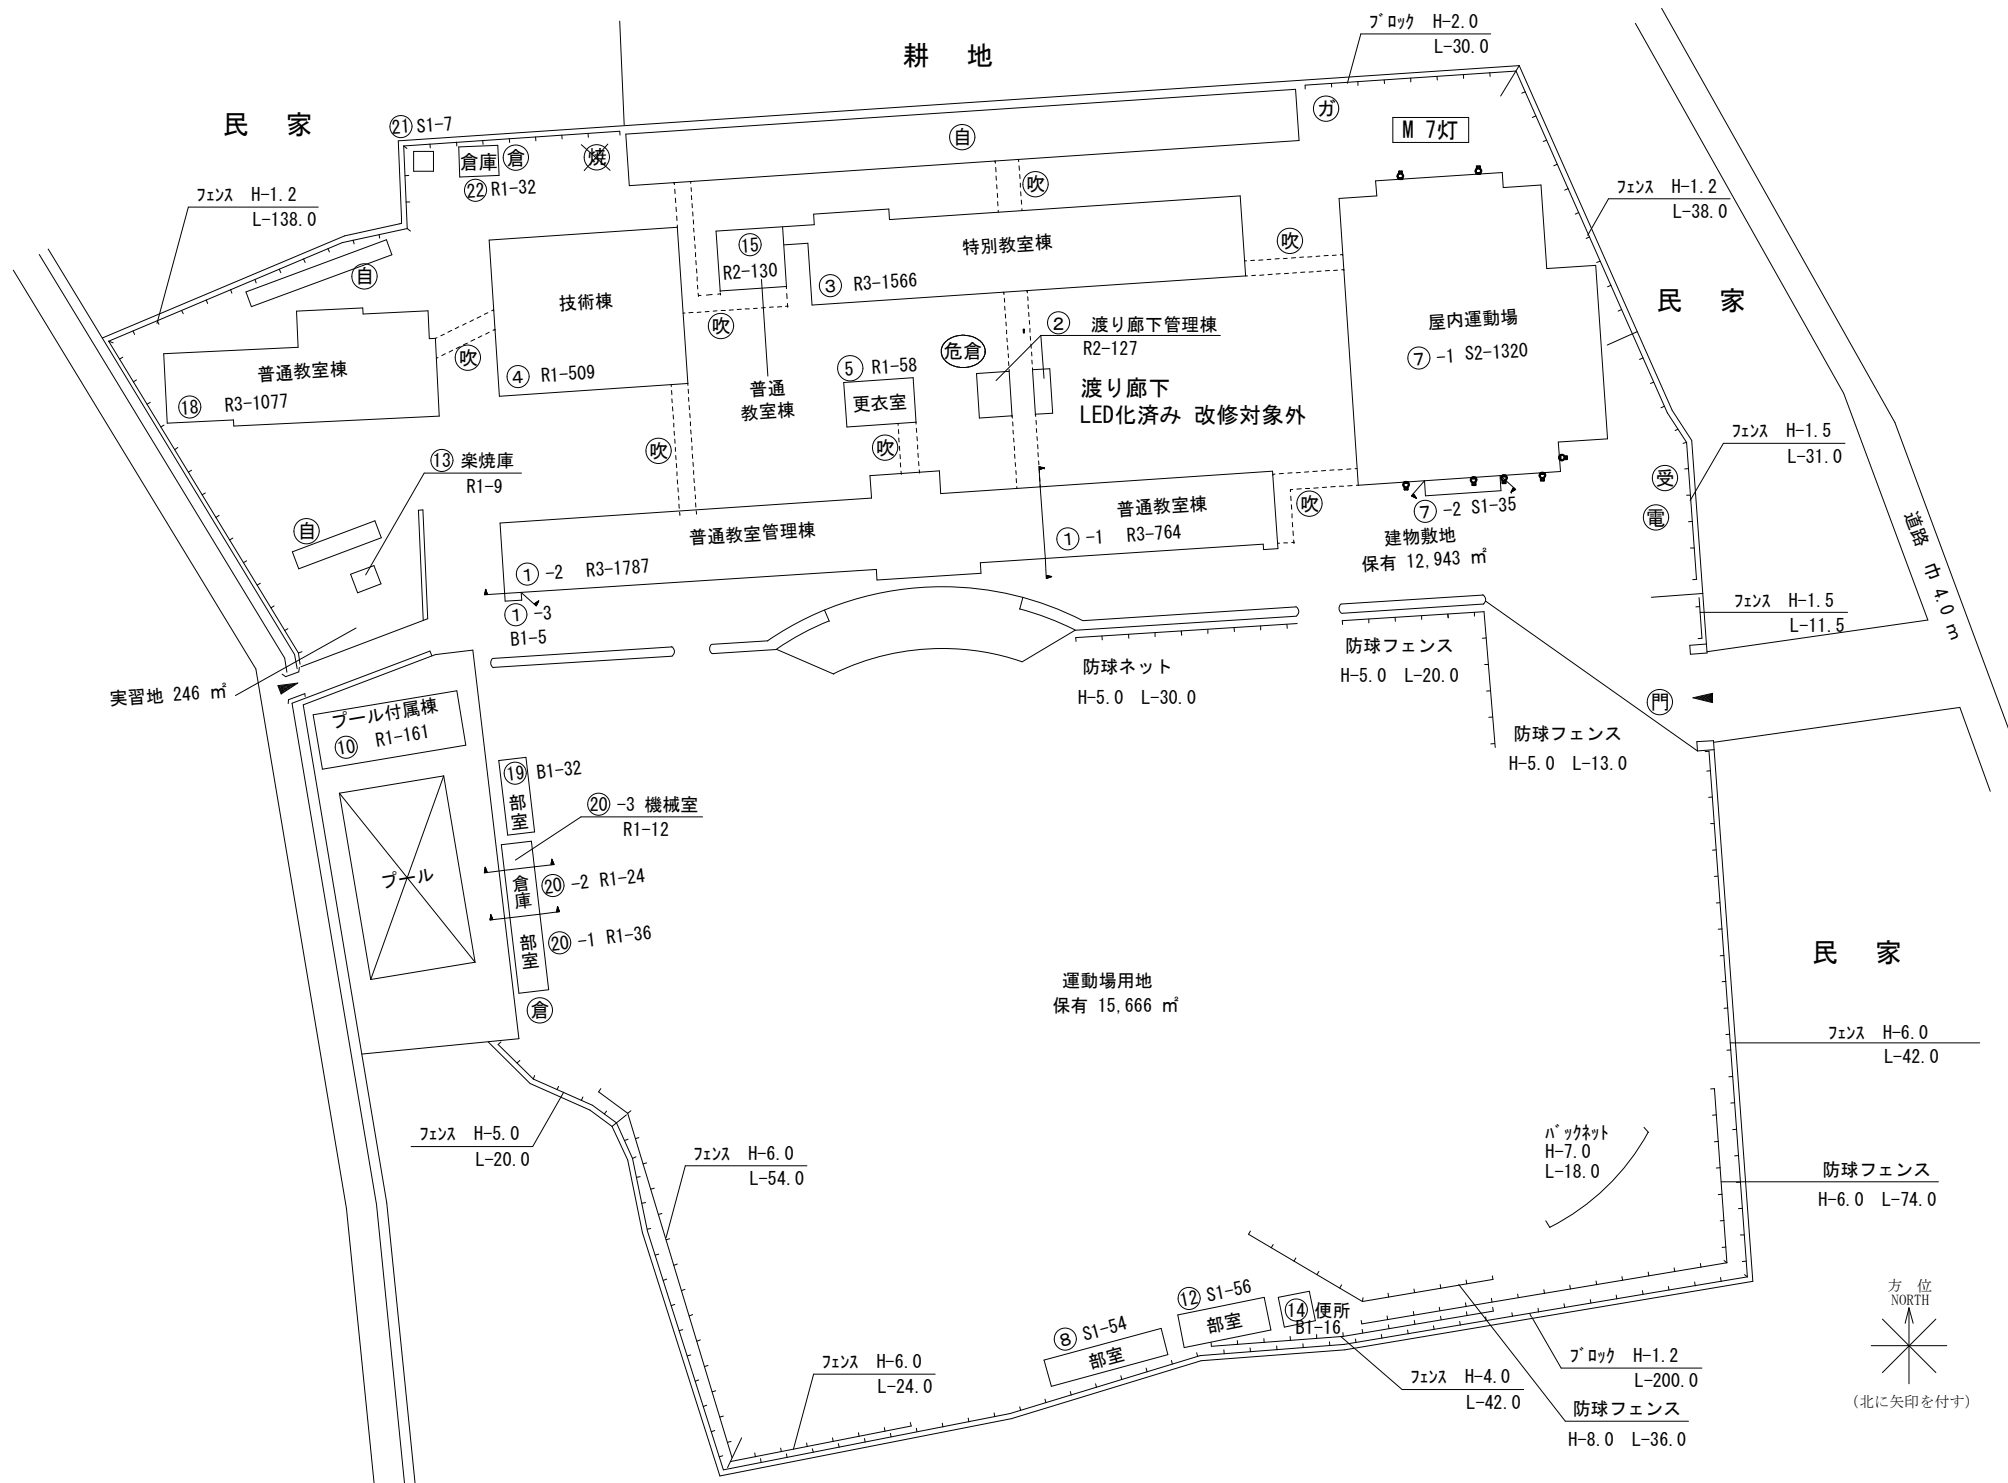 耕 地
ﾌﾞﾛｯｸ H-2.0
L-30.0
民 家
㉑ S1-7
倉庫
倉
焼
㉒ R1-32
自
ガ
M 7灯
ﾌｪﾝｽ H-1.2
L-138.0
吹
ﾌｪﾝｽ H-1.2
L-38.0
自
技術棟
④ R1-509
⑮
R2-130
特別教室棟
③ R3-1566
吹
吹
民 家
屋内運動場
⑦ -1 S2-1320
普通教室棟
⑱ R3-1077
吹
普通
教室棟
⑤ R1-58
更衣室
危倉
② 渡り廊下管理棟
R2-127
渡り廊下
LED化済み 改修対象外
吹
吹
⑬ 楽焼庫
R1-9
自
ﾌｪﾝｽ H-1.5
L-31.0
受
電
道路 巾 4.0 m
普通教室管理棟
① -2 R3-1787
普通教室棟
① -1 R3-764
吹
⑦ -2 S1-35
建物敷地
保有 12,943 ㎡
① -3
B1-5
ﾌｪﾝｽ H-1.5
L-11.5
実習地 246 ㎡
防球ネット
H-5.0 L-30.0
防球フェンス
H-5.0 L-20.0
門
防球フェンス
H-5.0 L-13.0
プール付属棟
⑩ R1-161
⑲ B1-32
部室
⑳ -3 機械室
R1-12
プール
倉庫
⑳ -2 R1-24
部室
⑳ -1 R1-36
倉
運動場用地
保有 15,666 ㎡
民 家
ﾌｪﾝｽ H-6.0
L-42.0
ﾌｪﾝｽ H-5.0
L-20.0
ﾌｪﾝｽ H-6.0
L-54.0
ﾊﾞｯｸﾈｯﾄ
H-7.0
L-18.0
防球フェンス
H-6.0 L-74.0
⑫ S1-56
部室
⑭ 便所
B1-16
⑧ S1-54
部室
ﾌｪﾝｽ H-6.0
L-24.0
ﾌｪﾝｽ H-4.0
L-42.0
ﾌﾞﾛｯｸ H-1.2
L-200.0
防球フェンス
H-8.0 L-36.0
方 位
NORTH
(北に矢印を付す)